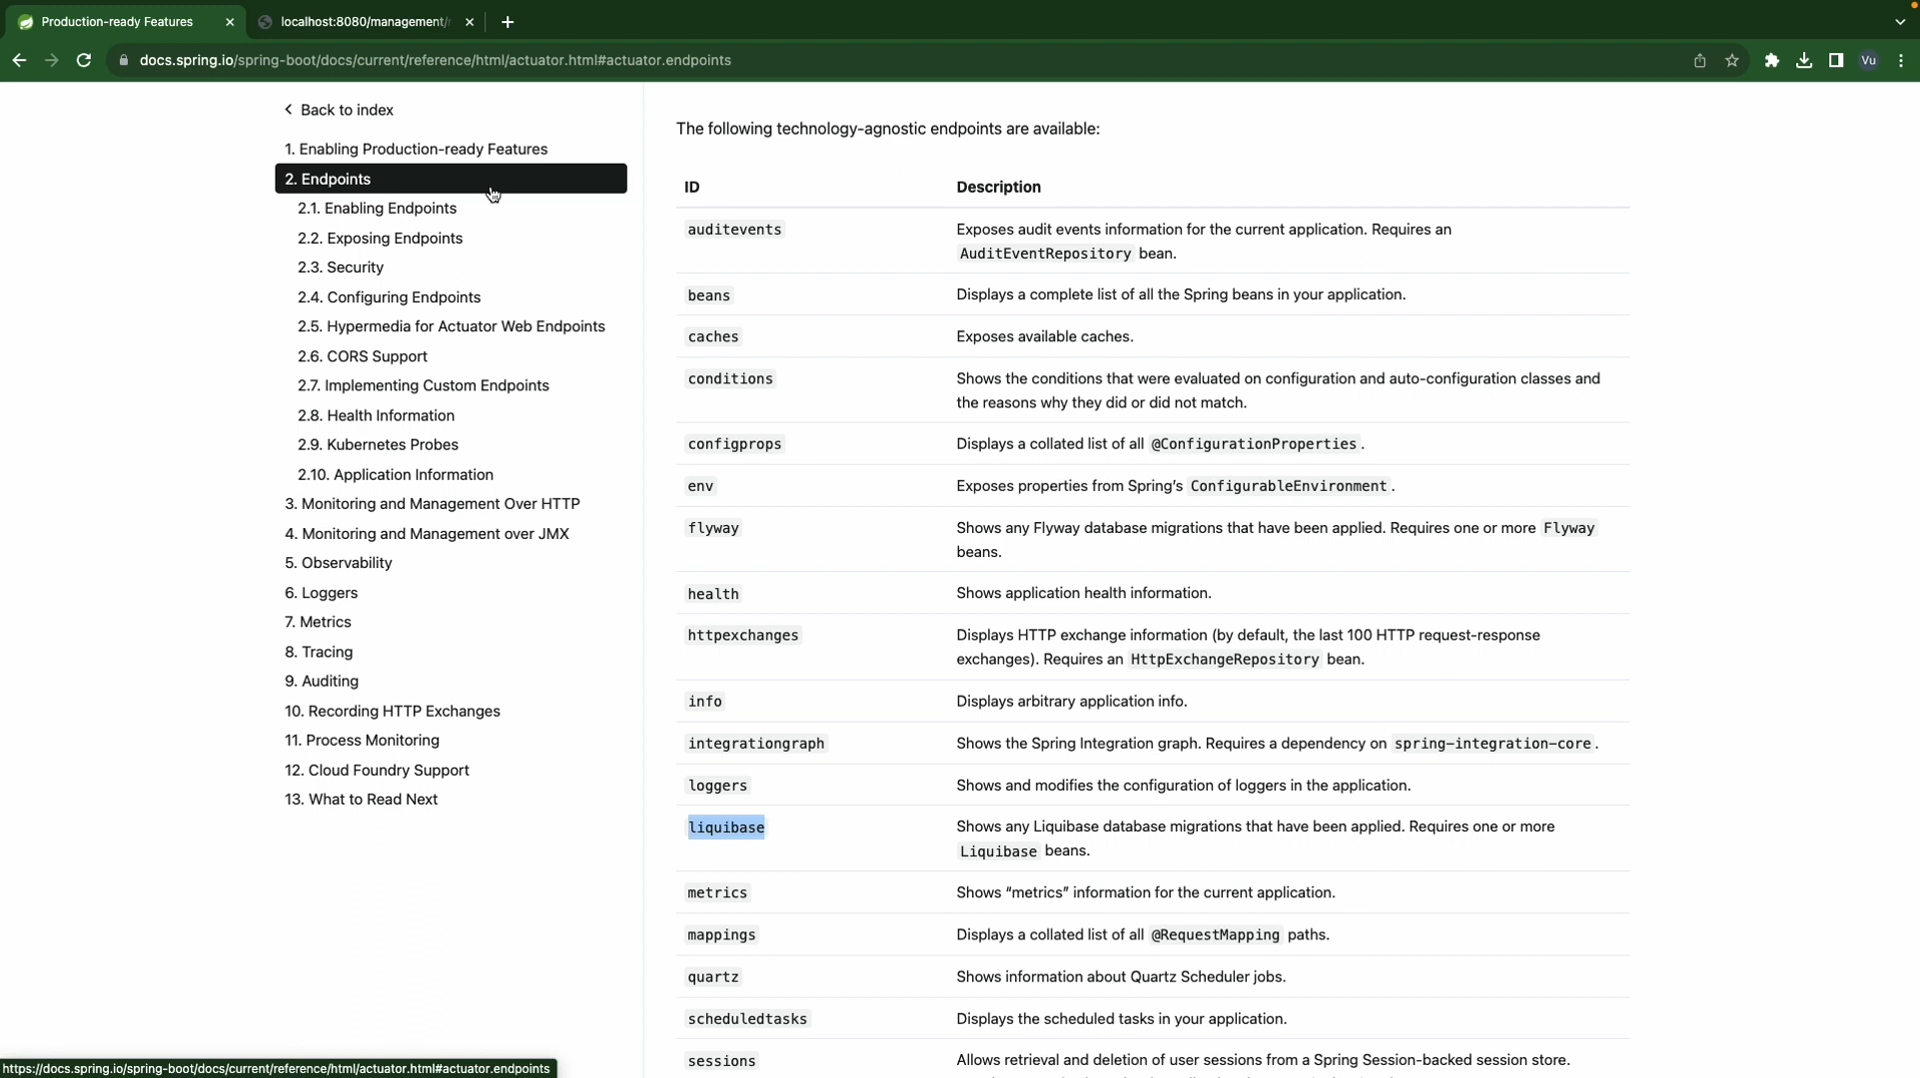 Production-ready Features
localhost:8080/management/
docs.spring.io/spring-boot/docs/current/reference/html/actuator.html#actuator.endpoints
Vu
Back to index
1. Enabling Production-ready Features
2. Endpoints
2.1. Enabling Endpoints
2.2. Exposing Endpoints
2.3. Security
2.4. Configuring Endpoints
2.5. Hypermedia for Actuator Web Endpoints
2.6. CORS Support
2.7. Implementing Custom Endpoints
2.8. Health Information
2.9. Kubernetes Probes
2.10. Application Information
3. Monitoring and Management Over HTTP
4. Monitoring and Management over JMX
5. Observability
6. Loggers
7. Metrics
8. Tracing
9. Auditing
10. Recording HTTP Exchanges
11. Process Monitoring
12. Cloud Foundry Support
13. What to Read Next
The following technology-agnostic endpoints are available:
ID Description
auditevents Exposes audit events information for the current application. Requires an
AuditEventRepository bean.
beans Displays a complete list of all the Spring beans in your application.
caches Exposes available caches.
conditions Shows the conditions that were evaluated on configuration and auto-configuration classes and
the reasons why they did or did not match.
configprops Displays a collated list of all @ConfigurationProperties.
env Exposes properties from Spring's ConfigurableEnvironment.
flyway Shows any Flyway database migrations that have been applied. Requires one or more Flyway
beans.
health Shows application health information.
httpexchanges Displays HTTP exchange information (by default, the last 100 HTTP request-response
exchanges). Requires an HttpExchangeRepository bean.
info Displays arbitrary application info.
integrationgraph Shows the Spring Integration graph. Requires a dependency on spring-integration-core.
loggers Shows and modifies the configuration of loggers in the application.
liquibase Shows any Liquibase database migrations that have been applied. Requires one or more
Liquibase beans.
metrics Shows “metrics” information for the current application.
mappings Displays a collated list of all @RequestMapping paths.
quartz Shows information about Quartz Scheduler jobs.
scheduledtasks Displays the scheduled tasks in your application.
sessions Allows retrieval and deletion of user sessions from a Spring Session-backed session store.
https://docs.spring.io/spring-boot/docs/current/reference/html/actuator.html#actuator.endpoints